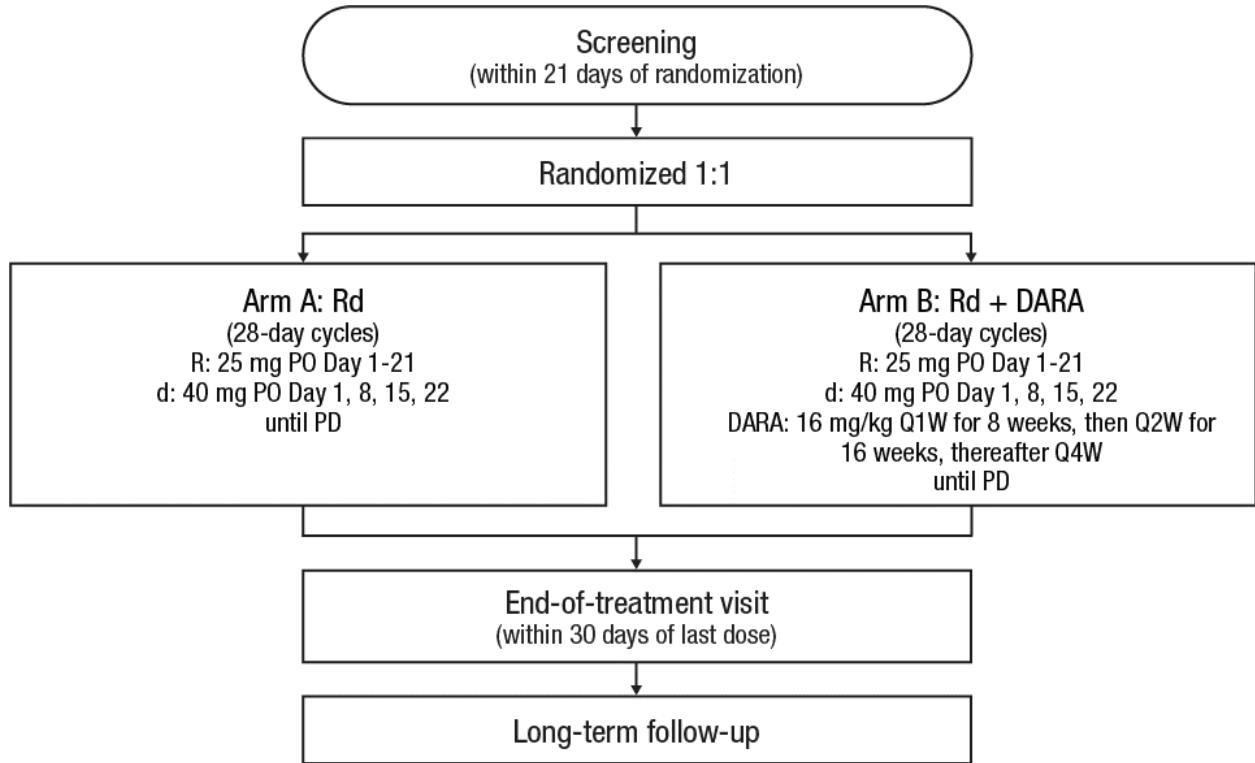 Screening
(within 21 days of randomization)
Randomized 1:1
Arm A: Rd
(28-day cycles)
R: 25 mg PO Day 1-21
d: 40 mg PO Day 1, 8, 15, 22
until PD
Arm B: Rd + DARA
(28-day cycles)
R: 25 mg PO Day 1-21
d: 40 mg PO Day 1, 8, 15, 22
DARA: 16 mg/kg Q1W for 8 weeks, then Q2W for
16 weeks, thereafter Q4W
until PD
End-of-treatment visit
(within 30 days of last dose)
Long-term follow-up